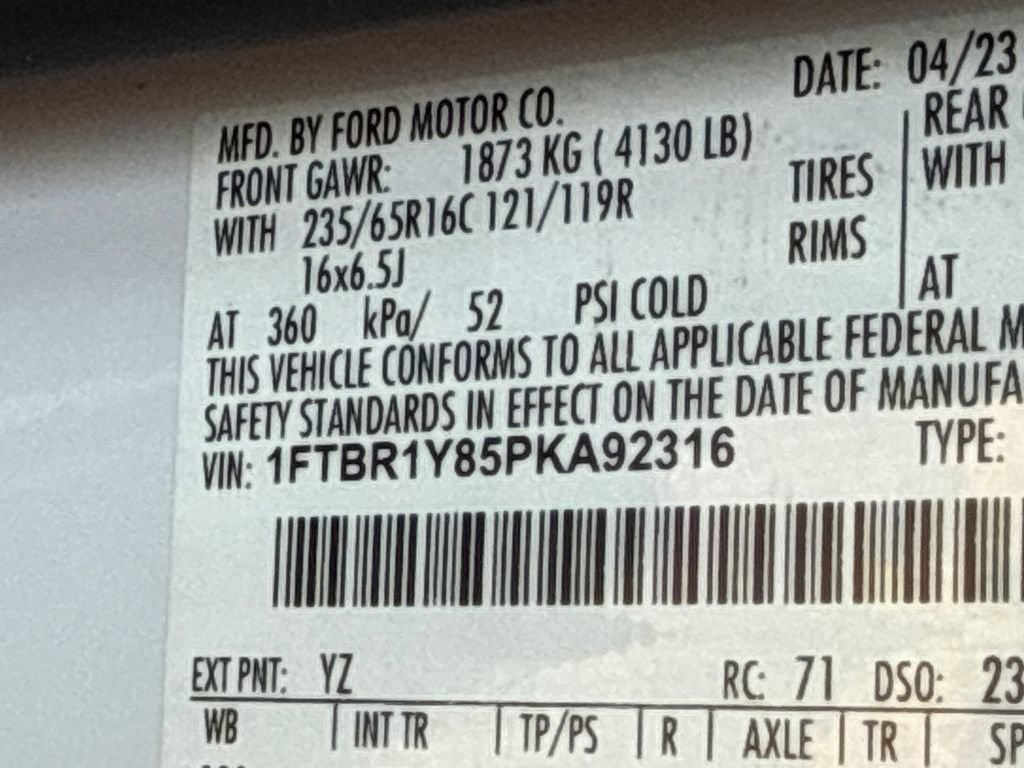 DATE: 04/23
MFD. BY FORD MOTOR CO.
FRONT GAWR: 1873 KG ( 4130 LB)
REAR
WITH 235/65R16C 121/119R TIRES
WITH
16x6.5J RIMS
AT 360 kPa/ 52 PSI COLD
AT
THIS VEHICLE CONFORMS TO ALL APPLICABLE FEDERAL M
SAFETY STANDARDS IN EFFECT ON THE DATE OF MANUFA
VIN: 1FTBR1Y85PKA92316 TYPE:
EXT PNT: YZ RC: 71 DSO: 23
WB | INT TR | TP/PS | R | AXLE | TR | SP